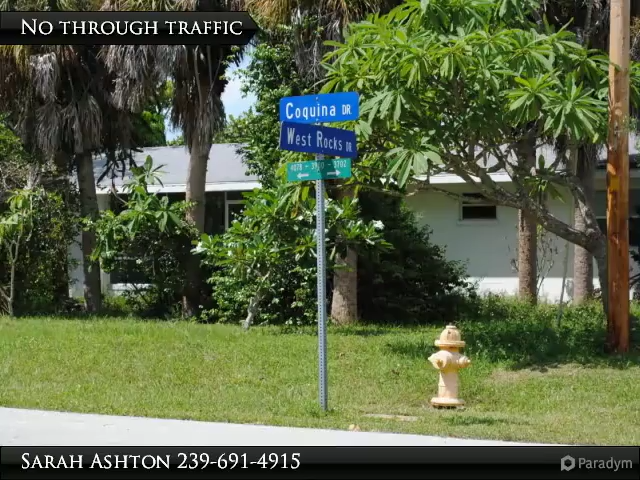 No through traffic
Coquina DR
West Rocks DR
Sarah Ashton 239-691-4915
Paradym